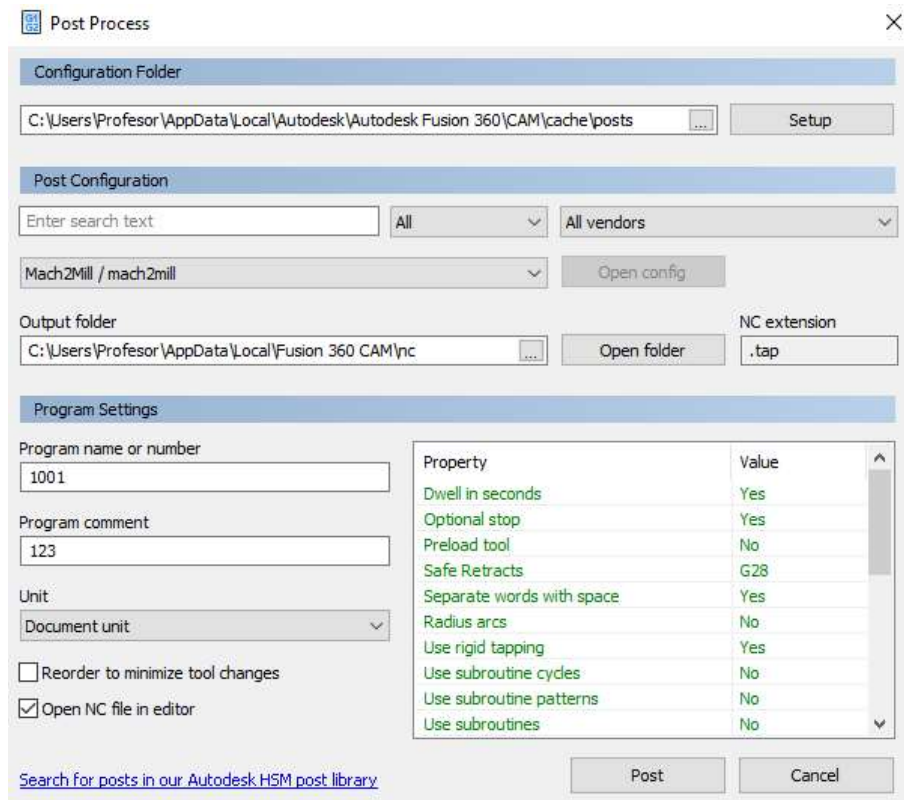 G1 G2 Post Process
Configuration Folder
C:\Users\Profesor\AppData\Local\Autodesk\Autodesk Fusion 360\CAM\cache\posts ... Setup
Post Configuration
Enter search text All All vendors
Mach2Mill / mach2mill Open config
Output folder NC extension
C:\Users\Profesor\AppData\Local\Fusion 360 CAM\nc ... Open folder .tap
Program Settings
Program name or number
1001
Program comment
123
Unit
Document unit
Reorder to minimize tool changes
Open NC file in editor
Property Value
Dwell in seconds Yes
Optional stop Yes
Preload tool No
Safe Retracts G28
Separate words with space Yes
Radius arcs No
Use rigid tapping Yes
Use subroutine cycles No
Use subroutine patterns No
Use subroutines No
Search for posts in our Autodesk HSM post library Post Cancel